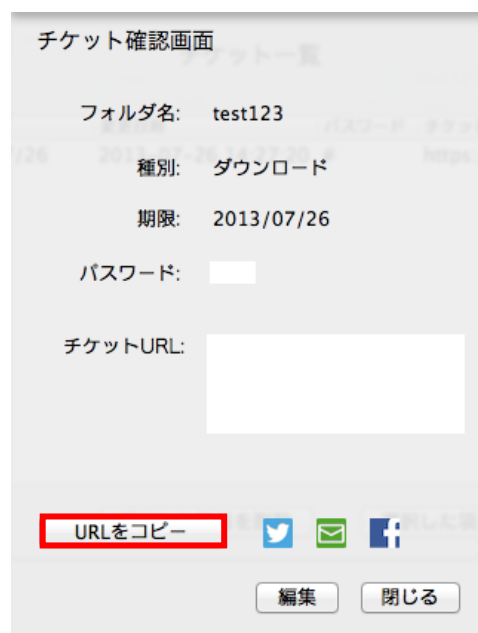 チケット確認画面
フォルダ名: test123
種別: ダウンロード
期限: 2013/07/26
パスワード:
チケットURL:
URLをコピー
編集 閉じる